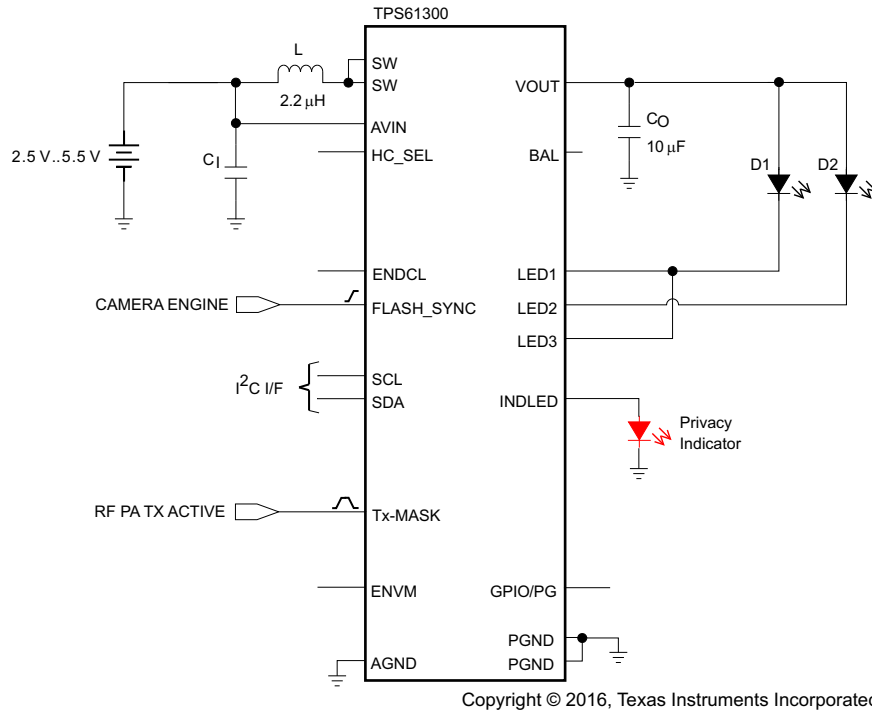 TPS61300
L
SW
SW
2.2 μH
VOUT
CO
10 μF
AVIN
2.5 V..5.5 V
HC_SEL
CI
BAL
D1
D2
ENDCL
LED1
CAMERA ENGINE
FLASH_SYNC
LED2
LED3
I2C I/F
SCL
SDA
INDLED
Privacy
Indicator
RF PA TX ACTIVE
Tx-MASK
ENVM
GPIO/PG
PGND
AGND
PGND
Copyright © 2016, Texas Instruments Incorporated